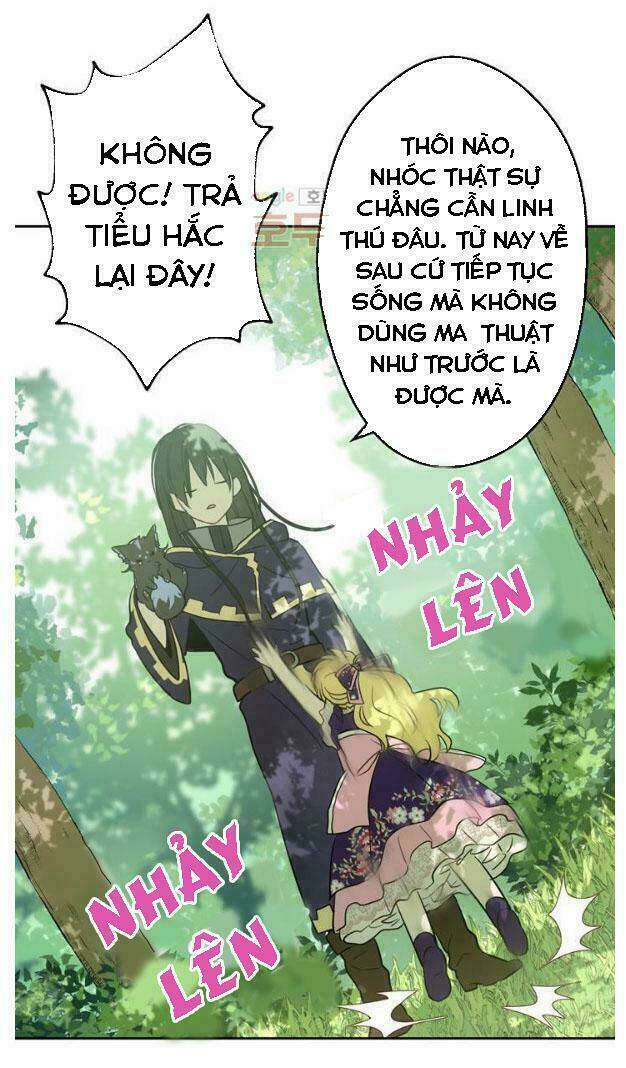 KHÔNG
ĐƯỢC! TRẢ
TIỂU HẮC
LẠI ĐÂY!
THÔI NÀO,
NHÓC THẬT SỰ
CHẲNG CẦN LINH
THÚ ĐÂU. TỪ NAY VỀ
SAU CỨ TIẾP TỤC
SỐNG MÀ KHÔNG
DÙNG MA THUẬT
NHƯ TRƯỚC LÀ
ĐƯỢC MÀ.
호두
NHẢY
LÊN
NHẢY
LÊN